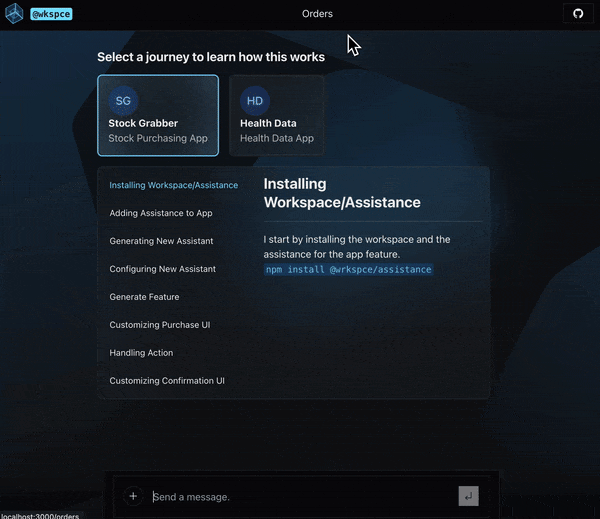 @wkspce
Orders
Select a journey to learn how this works
SG
Stock Grabber
Stock Purchasing App
HD
Health Data
Health Data App
Installing Workspace/Assistance
Adding Assistance to App
Generating New Assistant
Configuring New Assistant
Generate Feature
Customizing Purchase UI
Handling Action
Customizing Confirmation UI
Installing
Workspace/Assistance
I start by installing the workspace and the
assistance for the app feature.
npm install @wrkspce/assistance
Send a message.
localhost:3000/orders